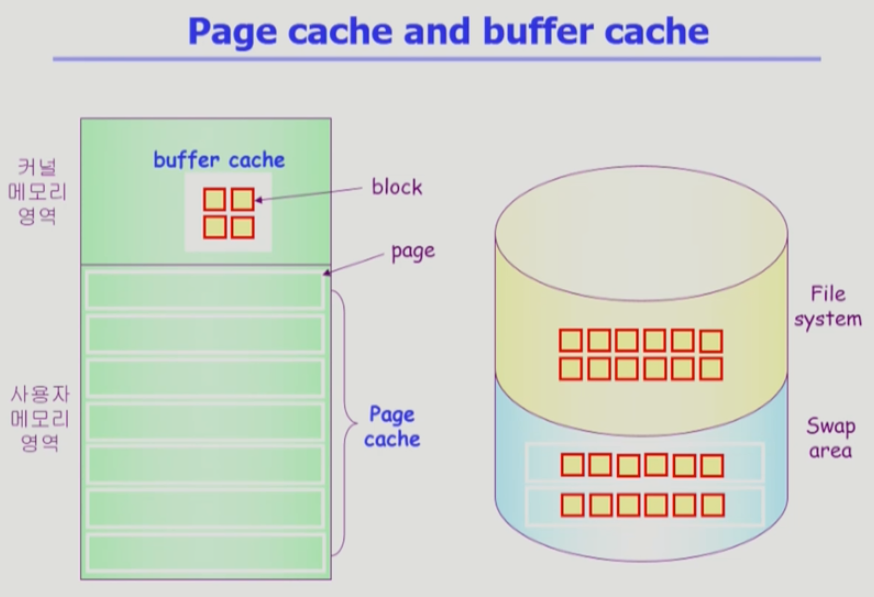 Page cache and buffer cache
커널
메모리
영역
buffer cache
block
page
사용자
메모리
영역
Page
cache
File
system
Swap
area